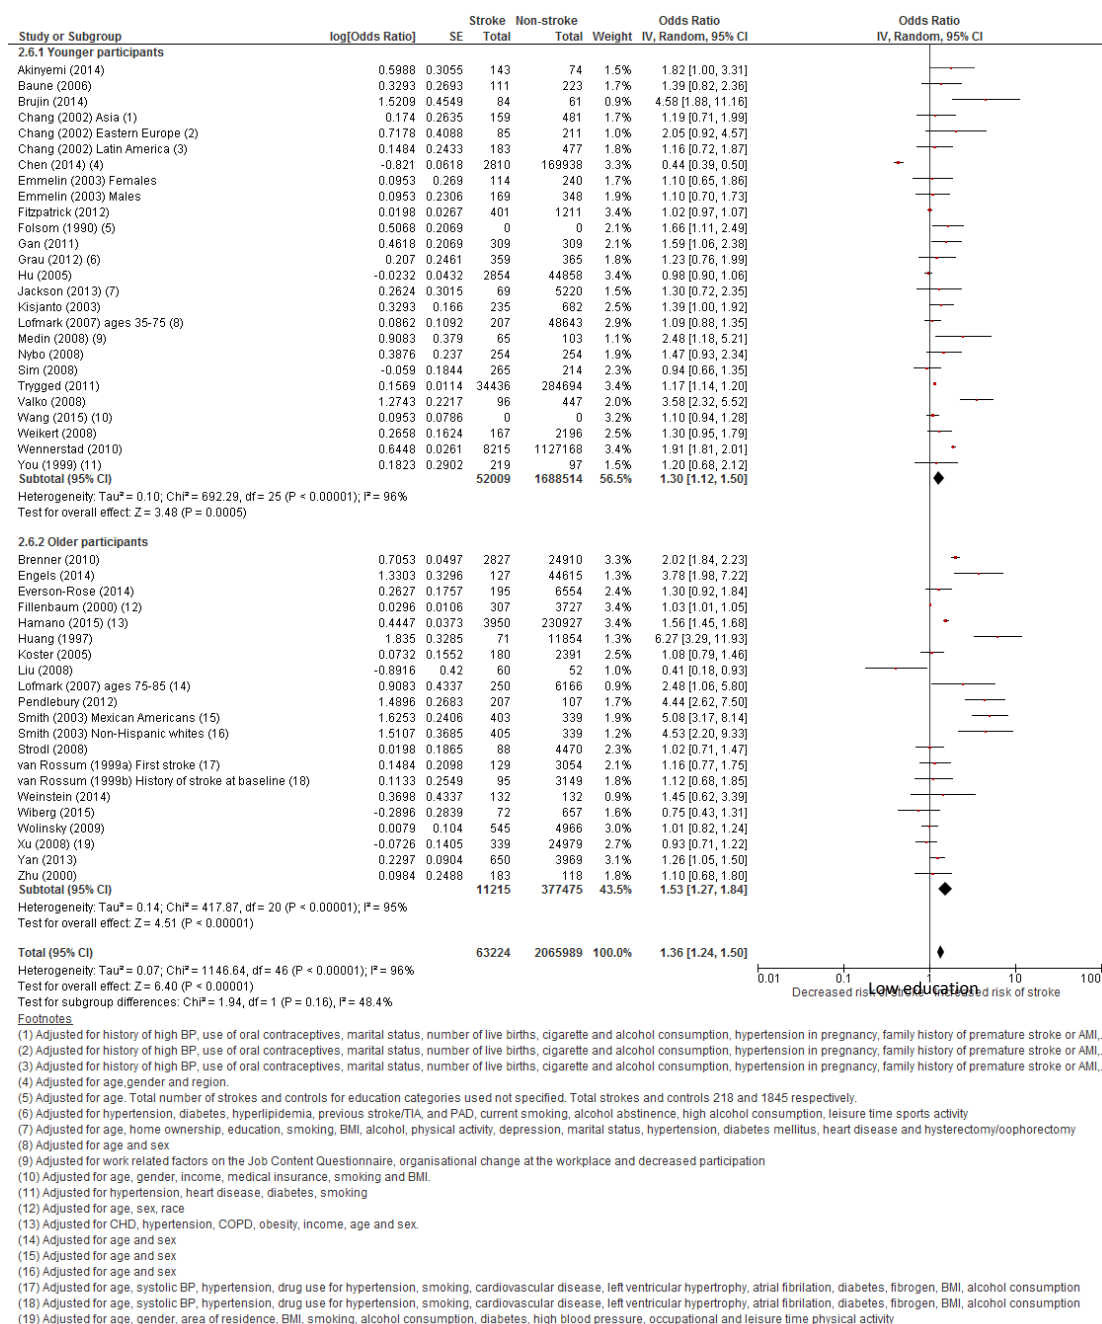 Stroke Non-stroke Odds Ratio Odds Ratio
Study or Subgroup log[Odds Ratio] SE Total Total Weight IV, Random, 95% CI IV, Random, 95% CI
2.6.1 Younger participants
Akinyemi (2014) 0.5988 0.3055 143 74 1.5% 1.82 [1.00, 3.31]
Baune (2006) 0.3293 0.2693 111 223 1.7% 1.39 [0.82, 2.36]
Brujin (2014) 1.5209 0.4549 84 61 0.9% 4.58 [1.88, 11.16]
Chang (2002) Asia (1) 0.174 0.2635 159 481 1.7% 1.19 [0.71, 1.99]
Chang (2002) Eastern Europe (2) 0.7178 0.4088 85 211 1.0% 2.05 [0.92, 4.57]
Chang (2002) Latin America (3) 0.1484 0.2433 183 477 1.8% 1.16 [0.72, 1.87]
Chen (2014) (4) -0.821 0.0618 2810 169938 3.3% 0.44 [0.39, 0.50]
Emmelin (2003) Females 0.0953 0.269 114 240 1.7% 1.10 [0.65, 1.86]
Emmelin (2003) Males 0.0953 0.2306 169 348 1.9% 1.10 [0.70, 1.73]
Fitzpatrick (2012) 0.0198 0.0267 401 1211 3.4% 1.02 [0.97, 1.07]
Folsom (1990) (5) 0.5068 0.2069 0 0 2.1% 1.66 [1.11, 2.49]
Gan (2011) 0.4618 0.2069 309 309 2.1% 1.59 [1.06, 2.38]
Grau (2012) (6) 0.207 0.2461 359 365 1.8% 1.23 [0.76, 1.99]
Hu (2005) -0.0232 0.0432 2854 44858 3.4% 0.98 [0.90, 1.06]
Jackson (2013) (7) 0.2624 0.3015 69 5220 1.5% 1.30 [0.72, 2.35]
Kisjanto (2003) 0.3293 0.166 235 682 2.5% 1.39 [1.00, 1.92]
Lofmark (2007) ages 35-75 (8) 0.0862 0.1092 207 48643 2.9% 1.09 [0.88, 1.35]
Medin (2008) (9) 0.9083 0.379 65 103 1.1% 2.48 [1.18, 5.21]
Nybo (2008) 0.3876 0.237 254 254 1.9% 1.47 [0.93, 2.34]
Sim (2008) -0.059 0.1844 265 214 2.3% 0.94 [0.66, 1.35]
Trygged (2011) 0.1569 0.0114 34436 284694 3.4% 1.17 [1.14, 1.20]
Valko (2008) 1.2743 0.2217 96 447 2.0% 3.58 [2.32, 5.52]
Wang (2015) (10) 0.0953 0.0786 0 0 3.2% 1.10 [0.94, 1.28]
Weikert (2008) 0.2658 0.1624 167 2196 2.5% 1.30 [0.95, 1.79]
Wennerstad (2010) 0.6448 0.0261 8215 1127168 3.4% 1.91 [1.81, 2.01]
You (1999) (11) 0.1823 0.2902 219 97 1.6% 1.20 [0.68, 2.12]
Subtotal (95% CI) 52009 1688514 56.5% 1.30 [1.12, 1.50]
Heterogeneity: Tau² = 0.10; Chi² = 692.29, df = 25 (P < 0.00001); I² = 96%
Test for overall effect: Z = 3.48 (P = 0.0005)
2.6.2 Older participants
Brenner (2010) 0.7053 0.0497 2827 24910 3.3% 2.02 [1.84, 2.23]
Engels (2014) 1.3303 0.3296 127 44615 1.3% 3.78 [1.98, 7.22]
Everson-Rose (2014) 0.2627 0.1757 195 6554 2.4% 1.30 [0.92, 1.84]
Fillenbaum (2000) (12) 0.0296 0.0106 307 3727 3.4% 1.03 [1.01, 1.05]
Hamano (2015) (13) 0.4447 0.0373 3950 230927 3.4% 1.56 [1.45, 1.68]
Huang (1997) 1.835 0.3285 71 11854 1.3% 6.27 [3.29, 11.93]
Koster (2005) 0.0732 0.1552 180 2391 2.5% 1.08 [0.79, 1.46]
Liu (2008) -0.8916 0.42 60 52 1.0% 0.41 [0.18, 0.93]
Lofmark (2007) ages 75-85 (14) 0.9083 0.4337 250 6166 0.9% 2.48 [1.06, 5.80]
Pendlebury (2012) 1.4896 0.2683 207 107 1.7% 4.44 [2.62, 7.50]
Smith (2003) Mexican Americans (15) 1.6253 0.2406 403 339 1.9% 5.08 [3.17, 8.14]
Smith (2003) Non-Hispanic whites (16) 1.5107 0.3685 405 339 1.2% 4.53 [2.20, 9.33]
Strodl (2008) 0.0198 0.1865 88 4470 2.3% 1.02 [0.71, 1.47]
van Rossum (1999a) First stroke (17) 0.1484 0.2098 129 3054 2.1% 1.16 [0.77, 1.75]
van Rossum (1999b) History of stroke at baseline (18) 0.1133 0.2549 95 3149 1.8% 1.12 [0.68, 1.85]
Weinstein (2014) 0.3698 0.4337 132 132 0.9% 1.45 [0.62, 3.39]
Wiberg (2015) -0.2896 0.2839 72 657 1.6% 0.75 [0.43, 1.31]
Wolinsky (2009) 0.0079 0.104 545 4966 3.0% 1.01 [0.82, 1.24]
Xu (2008) (19) -0.0726 0.1405 339 24979 2.7% 0.93 [0.71, 1.22]
Yan (2013) 0.2297 0.0904 650 3969 3.1% 1.26 [1.05, 1.50]
Zhu (2000) 0.0984 0.2488 183 118 1.8% 1.10 [0.68, 1.80]
Subtotal (95% CI) 11215 377475 43.5% 1.53 [1.27, 1.84]
Heterogeneity: Tau² = 0.14; Chi² = 417.87, df = 20 (P < 0.00001); I² = 95%
Test for overall effect: Z = 4.51 (P < 0.00001)
Total (95% CI) 63224 2065989 100.0% 1.36 [1.24, 1.50]
Heterogeneity: Tau² = 0.07; Chi² = 1146.64, df = 46 (P < 0.00001); I² = 96%
Test for overall effect: Z = 6.40 (P < 0.00001)
Test for subgroup differences: Chi² = 1.94, df = 1 (P = 0.16), I² = 48.4%
0.01 0.1 1 10 100
Low education
Decreased risk of stroke Increased risk of stroke
Footnotes
(1) Adjusted for history of high BP, use of oral contraceptives, marital status, number of live births, cigarette and alcohol consumption, hypertension in pregnancy, family history of premature stroke or AMI,.
(2) Adjusted for history of high BP, use of oral contraceptives, marital status, number of live births, cigarette and alcohol consumption, hypertension in pregnancy, family history of premature stroke or AMI,.
(3) Adjusted for history of high BP, use of oral contraceptives, marital status, number of live births, cigarette and alcohol consumption, hypertension in pregnancy, family history of premature stroke or AMI,.
(4) Adjusted for age,gender and region.
(5) Adjusted for age. Total number of strokes and controls for education categories used not specified. Total strokes and controls 218 and 1845 respectively.
(6) Adjusted for hypertension, diabetes, hyperlipidemia, previous stroke/TIA, and PAD, current smoking, alcohol abstinence, high alcohol consumption, leisure time sports activity
(7) Adjusted for age, home ownership, education, smoking, BMI, alcohol, physical activity, depression, marital status, hypertension, diabetes mellitus, heart disease and hysterectomy/oophorectomy
(8) Adjusted for age and sex
(9) Adjusted for work related factors on the Job Content Questionnaire, organisational change at the workplace and decreased participation
(10) Adjusted for age, gender, income, medical insurance, smoking and BMI.
(11) Adjusted for hypertension, heart disease, diabetes, smoking
(12) Adjusted for age, sex, race
(13) Adjusted for CHD, hypertension, COPD, obesity, income, age and sex.
(14) Adjusted for age and sex
(15) Adjusted for age and sex
(16) Adjusted for age and sex
(17) Adjusted for age, systolic BP, hypertension, drug use for hypertension, smoking, cardiovascular disease, left ventricular hypertrophy, atrial fibrilation, diabetes, fibrogen, BMI, alcohol consumption
(18) Adjusted for age, systolic BP, hypertension, drug use for hypertension, smoking, cardiovascular disease, left ventricular hypertrophy, atrial fibrilation, diabetes, fibrogen, BMI, alcohol consumption
(19) Adjusted for age, gender, area of residence, BMI, smoking, alcohol consumption, diabetes, high blood pressure, occupational and leisure time physical activity